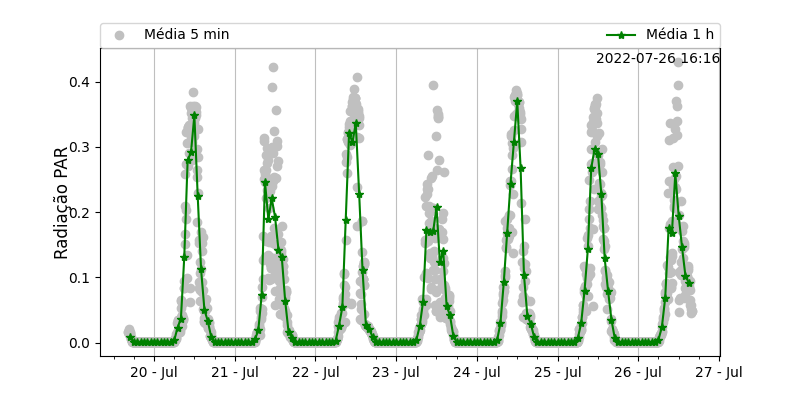 Média 5 min
Média 1 h
2022-07-26 16:16
Radiação PAR
0.4
0.3
0.2
0.1
0.0
20 - Jul
21 - Jul
22 - Jul
23 - Jul
24 - Jul
25 - Jul
26 - Jul
27 - Jul